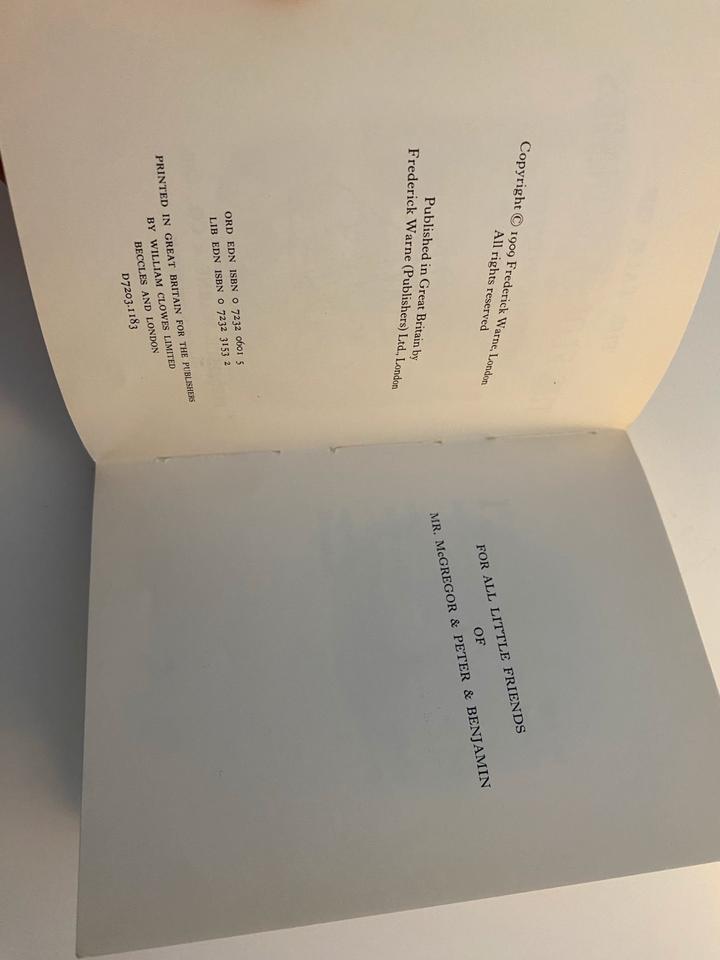 Copyright © 1909 Frederick Warne, London
All rights reserved
Published in Great Britain by
Frederick Warne (Publishers) Ltd., London
ORD EDN ISBN 0 7232 0601 5
LIB EDN ISBN 0 7232 3153 2
PRINTED IN GREAT BRITAIN FOR THE PUBLISHERS
BY WILLIAM CLOWES LIMITED
BECCLES AND LONDON
D7203.1183
FOR ALL LITTLE FRIENDS
OF
MR. McGREGOR & PETER & BENJAMIN